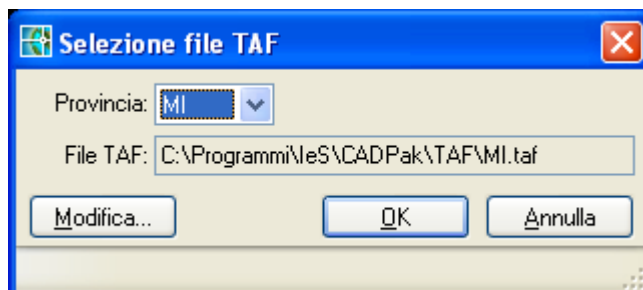 Selezione file TAF
Provincia: MI
File TAF: C:\Programmi\IeS\CADPak\TAF\MI.taf
Modifica... OK Annulla